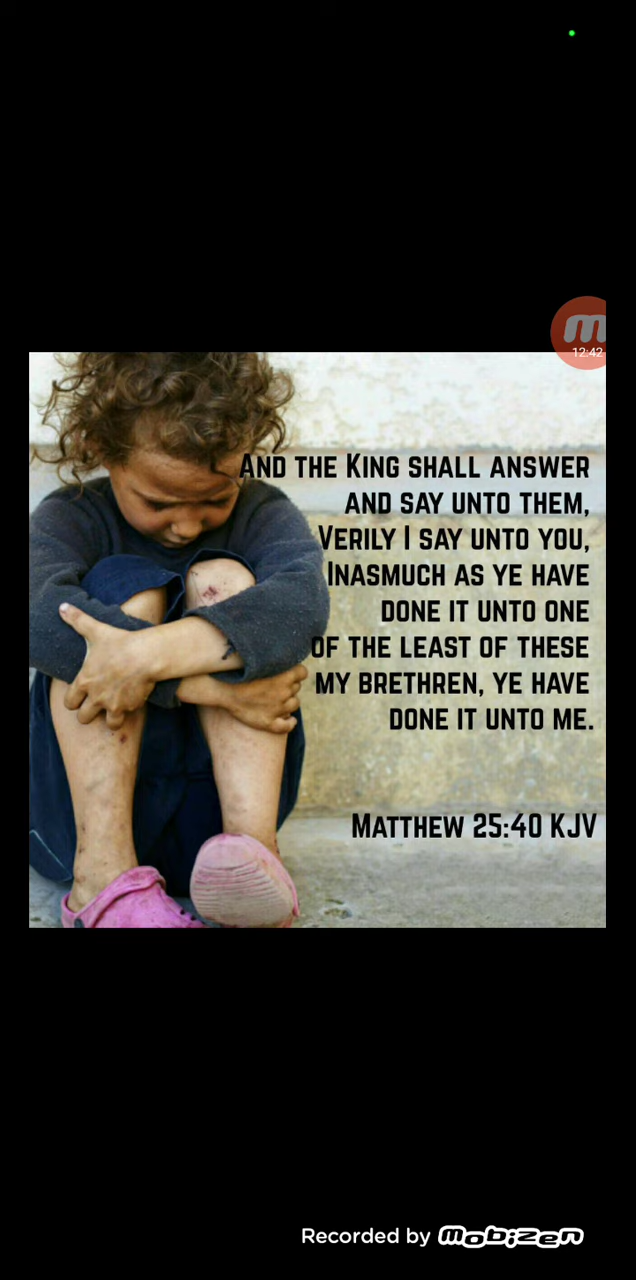 m
12:42
And the King shall answer
and say unto them,
Verily I say unto you,
Inasmuch as ye have
done it unto one
of the least of these
my brethren, ye have
done it unto me.
Matthew 25:40 KJV
Recorded by mobizen